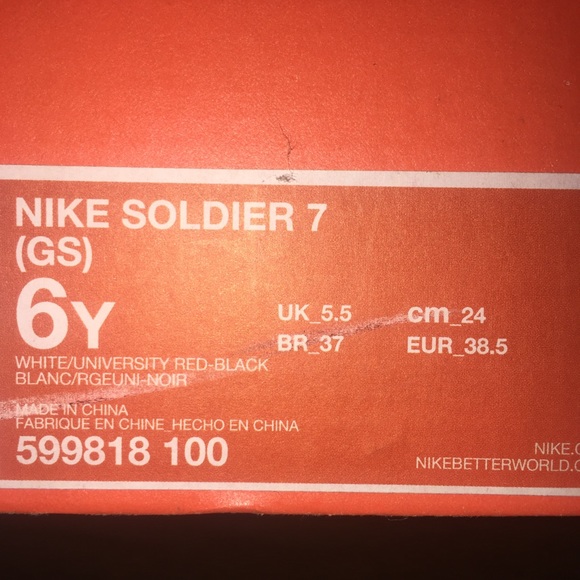 NIKE SOLDIER 7
(GS)
6Y
UK_5.5 cm_24
BR_37 EUR_38.5
WHITE/UNIVERSITY RED-BLACK
BLANC/RGEUNI-NOIR
MADE IN CHINA
FABRIQUE EN CHINE_HECHO EN CHINA
599818 100
NIKE.C
NIKEBETTERWORLD.C